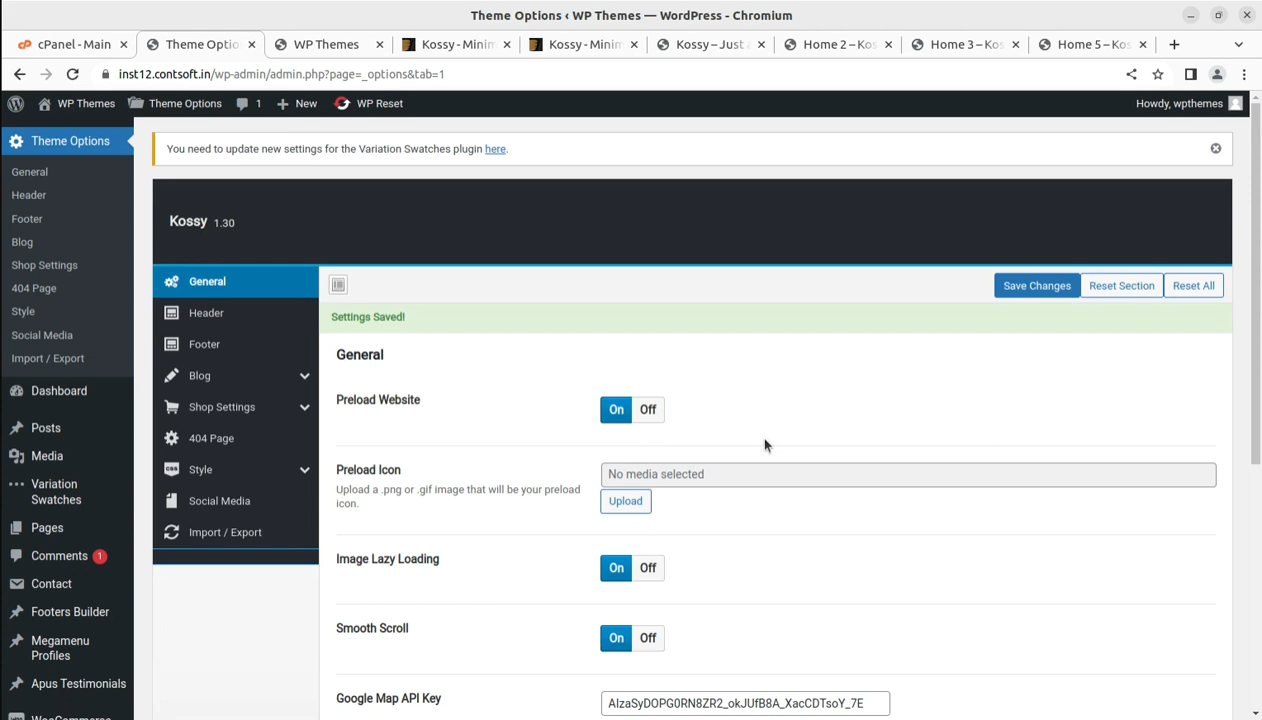 Theme Options ‹ WP Themes — WordPress - Chromium
cPanel - Main
Theme Optio
WP Themes
Kossy - Minim
Kossy - Minim
Kossy – Just A
Home 2 – Kos
Home 3 – Kos
Home 5 – Kos
inst12.contsoft.in/wp-admin/admin.php?page=_options&tab=1
WP Themes
Theme Options
1
New
WP Reset
Howdy, wpthemes
Theme Options
General
Header
Footer
Blog
Shop Settings
404 Page
Style
Social Media
Import / Export
Dashboard
Posts
Media
Variation
Swatches
Pages
Comments 1
Contact
Footers Builder
Megamenu
Profiles
Apus Testimonials
You need to update new settings for the Variation Swatches plugin here.
Kossy 1.30
General
Header
Footer
Blog
Shop Settings
404 Page
css Style
Social Media
Import / Export
Save Changes
Reset Section
Reset All
Settings Saved!
General
Preload Website
On Off
Preload Icon
Upload a .png or .gif image that will be your preload
icon.
No media selected
Upload
Image Lazy Loading
On Off
Smooth Scroll
On Off
Google Map API Key
AIzaSyDOPG0RN8ZR2_okJUfB8A_XacCDTsoY_7E